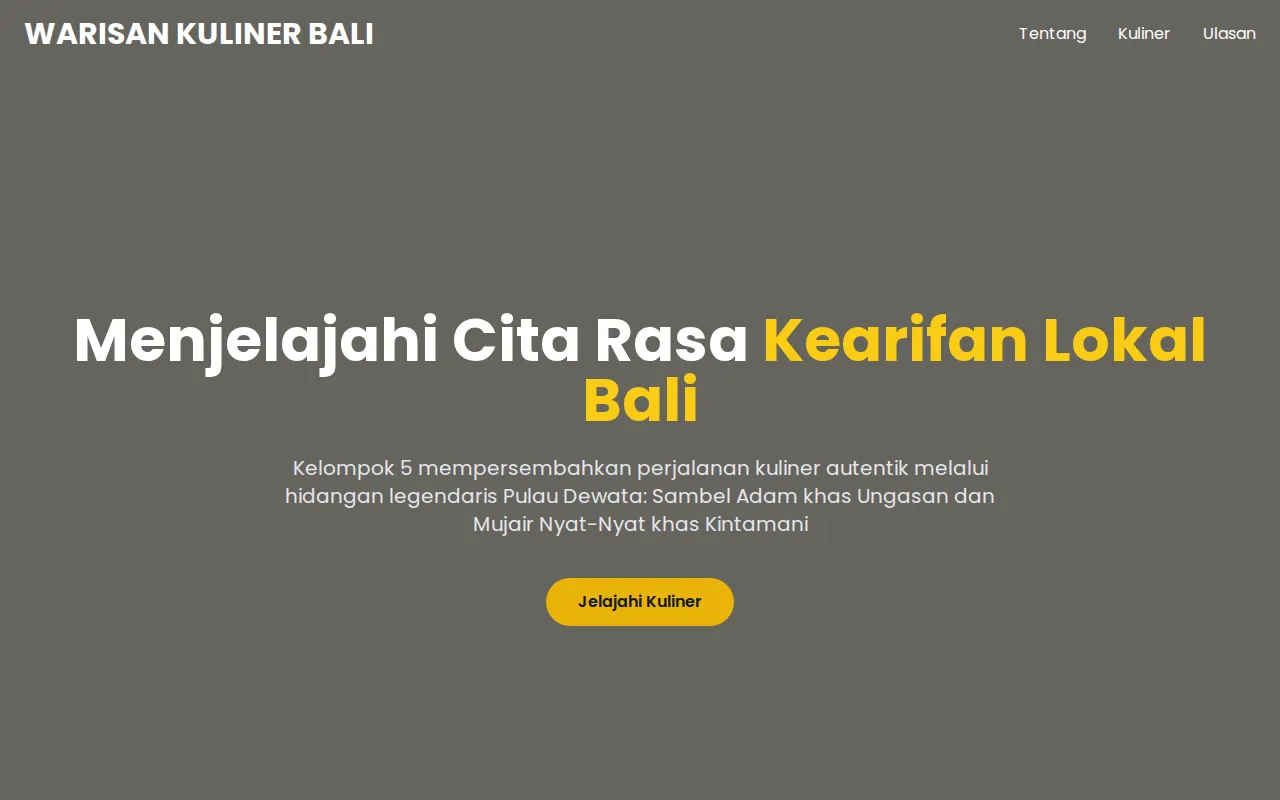 WARISAN KULINER BALI
Tentang
Kuliner
Ulasan
Menjelajahi Cita Rasa Kearifan Lokal
Bali
Kelompok 5 mempersembahkan perjalanan kuliner autentik melalui
hidangan legendaris Pulau Dewata: Sambel Adam khas Ungasan dan
Mujair Nyat-Nyat khas Kintamani
Jelajahi Kuliner